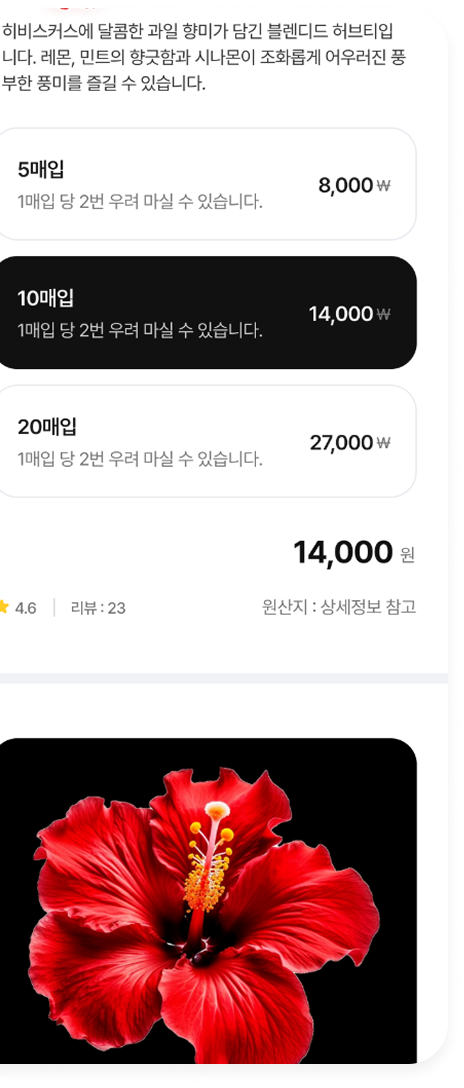 히비스커스에 달콤한 과일 향미가 담긴 블렌디드 허브티입
니다. 레몬, 민트의 향긋함과 시나몬이 조화롭게 어우러진 풍
부한 풍미를 즐길 수 있습니다.
5매입
1매입 당 2번 우려 마실 수 있습니다.
8,000 ₩
10매입
1매입 당 2번 우려 마실 수 있습니다.
14,000 ₩
20매입
1매입 당 2번 우려 마실 수 있습니다.
27,000 ₩
14,000 원
4.6 | 리뷰 : 23
원산지 : 상세정보 참고